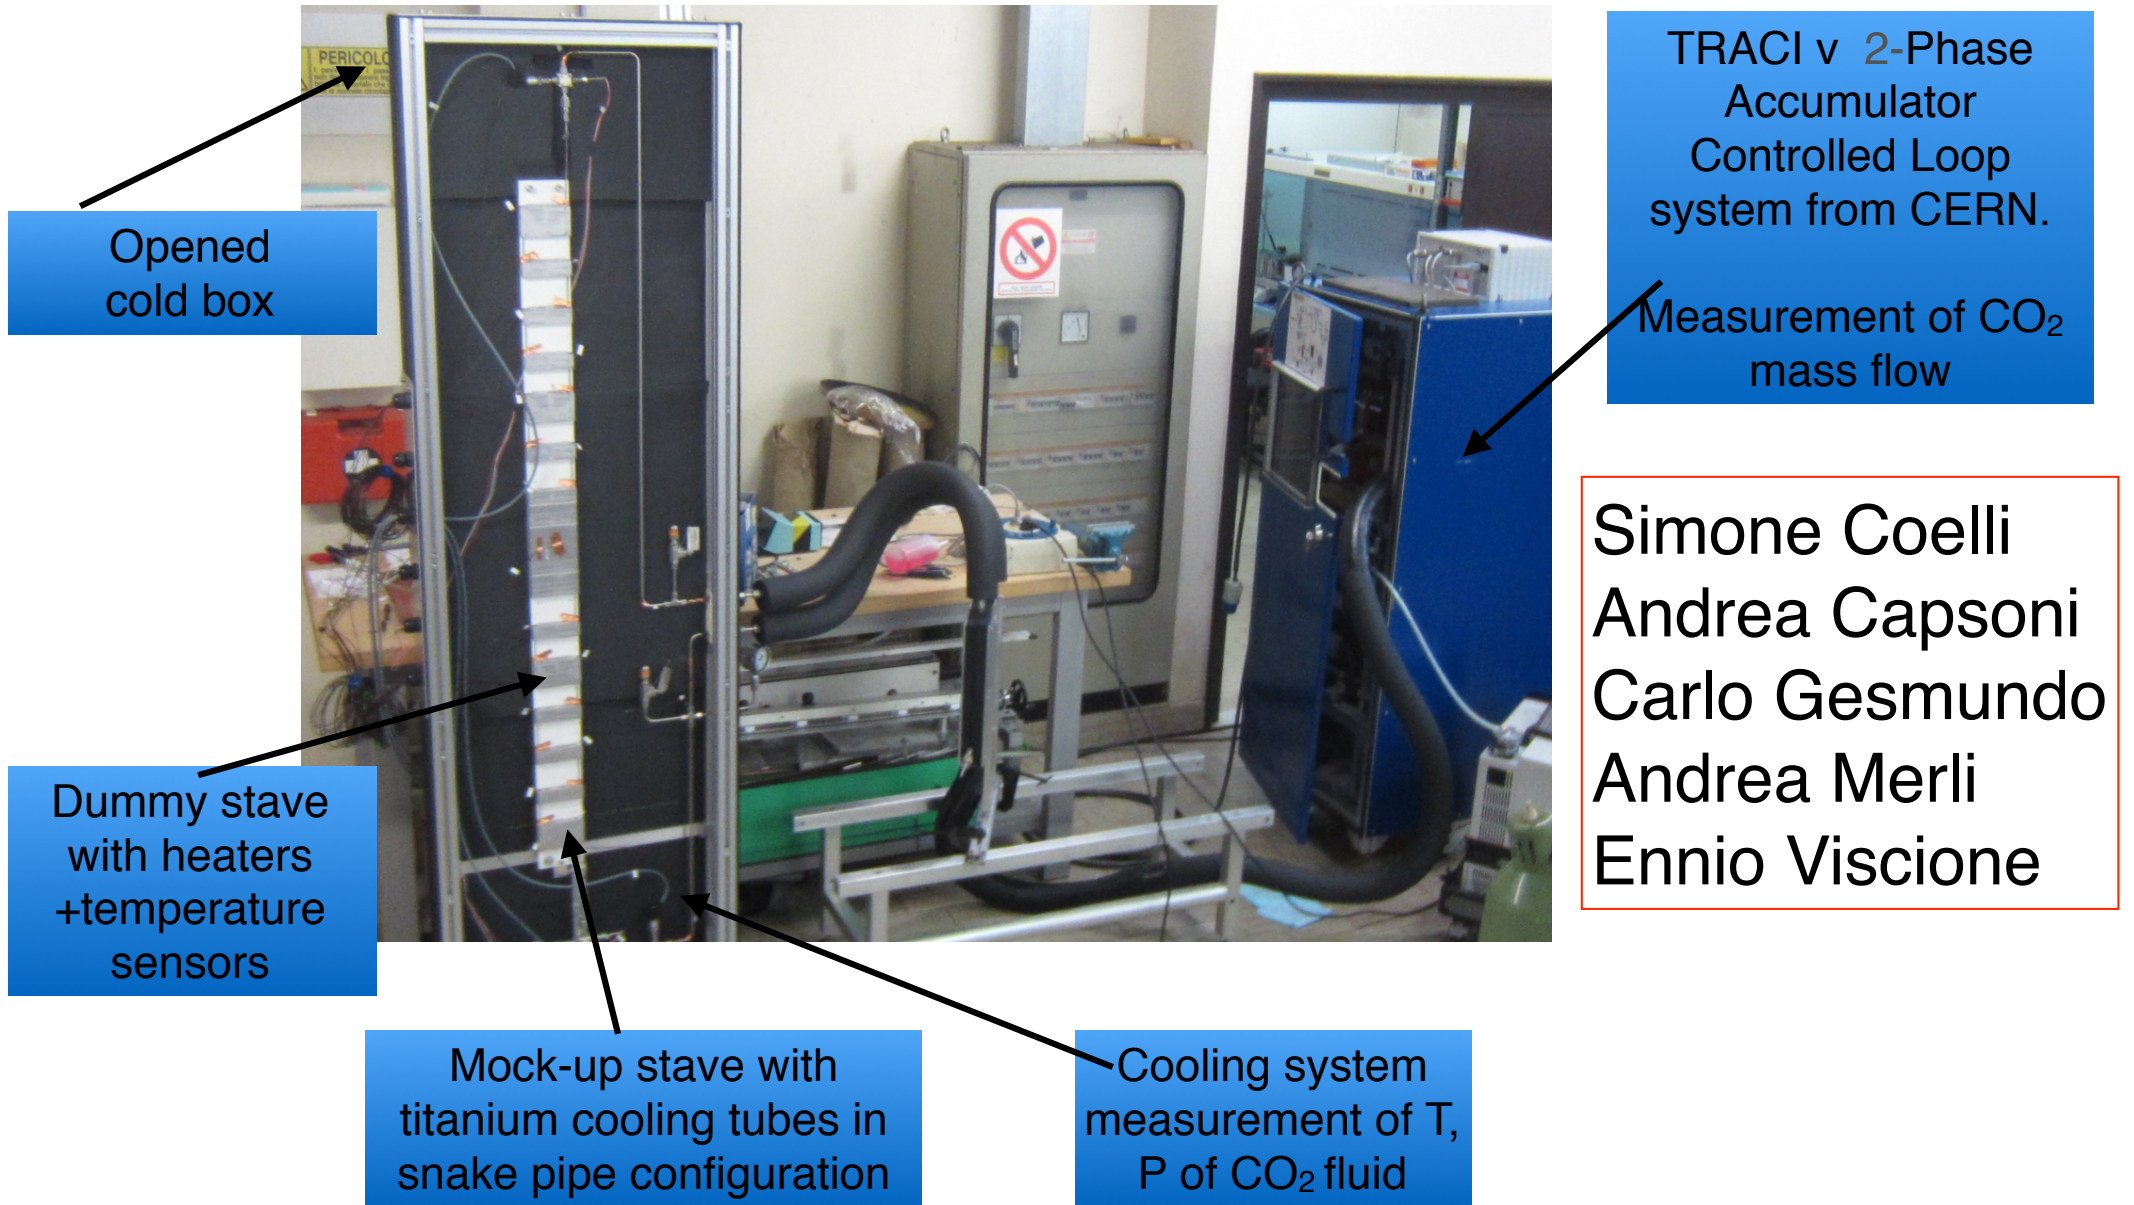 PERICOLO
Opened
cold box
TRACI v 2-Phase
Accumulator
Controlled Loop
system from CERN.
Measurement of CO₂
mass flow
Simone Coelli
Andrea Capsoni
Carlo Gesmundo
Andrea Merli
Ennio Viscione
Dummy stave
with heaters
+temperature
sensors
Mock-up stave with
titanium cooling tubes in
snake pipe configuration
Cooling system
measurement of T,
P of CO₂ fluid